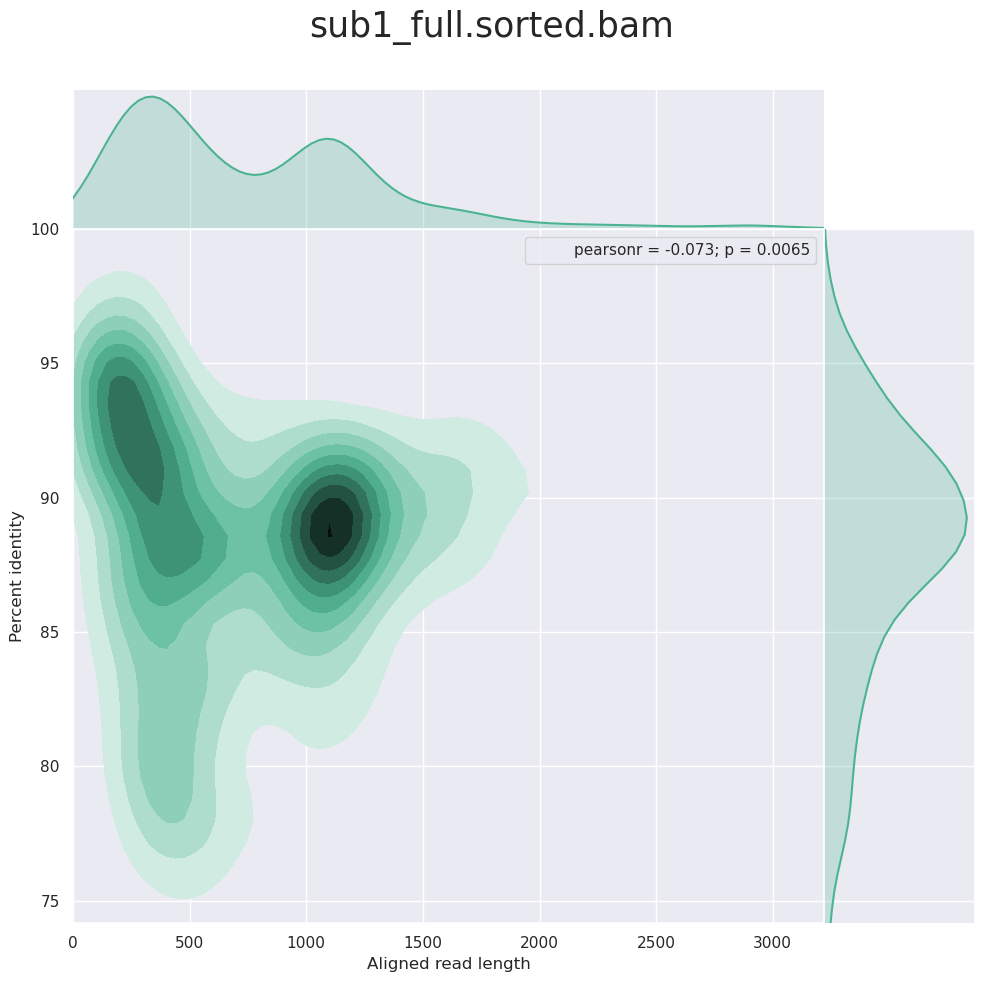 sub1_full.sorted.bam
pearsonr = -0.073; p = 0.0065
100
95
90
85
80
75
Percent identity
0 500 1000 1500 2000 2500 3000
Aligned read length